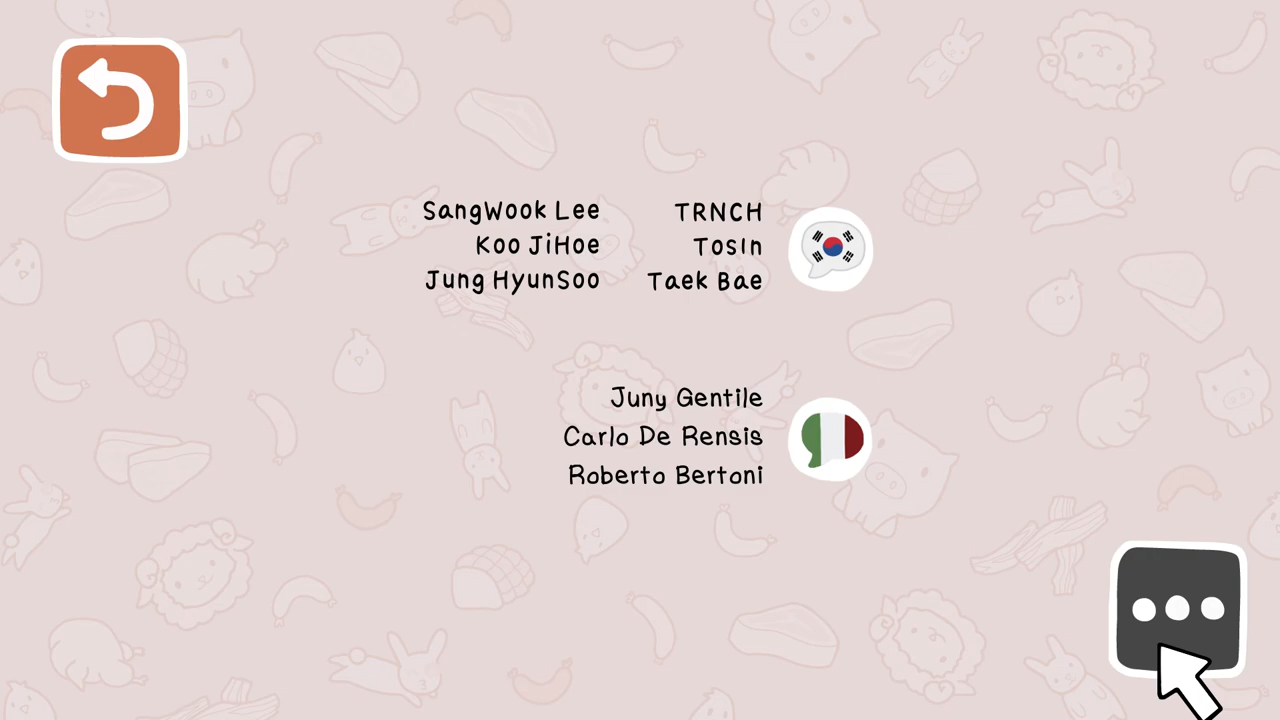 SangWook Lee
Koo JiHoe
Jung HyunSoo
TRNCH
TosIn
Taek Bae
Juny Gentile
Carlo De Rensis
Roberto Bertoni